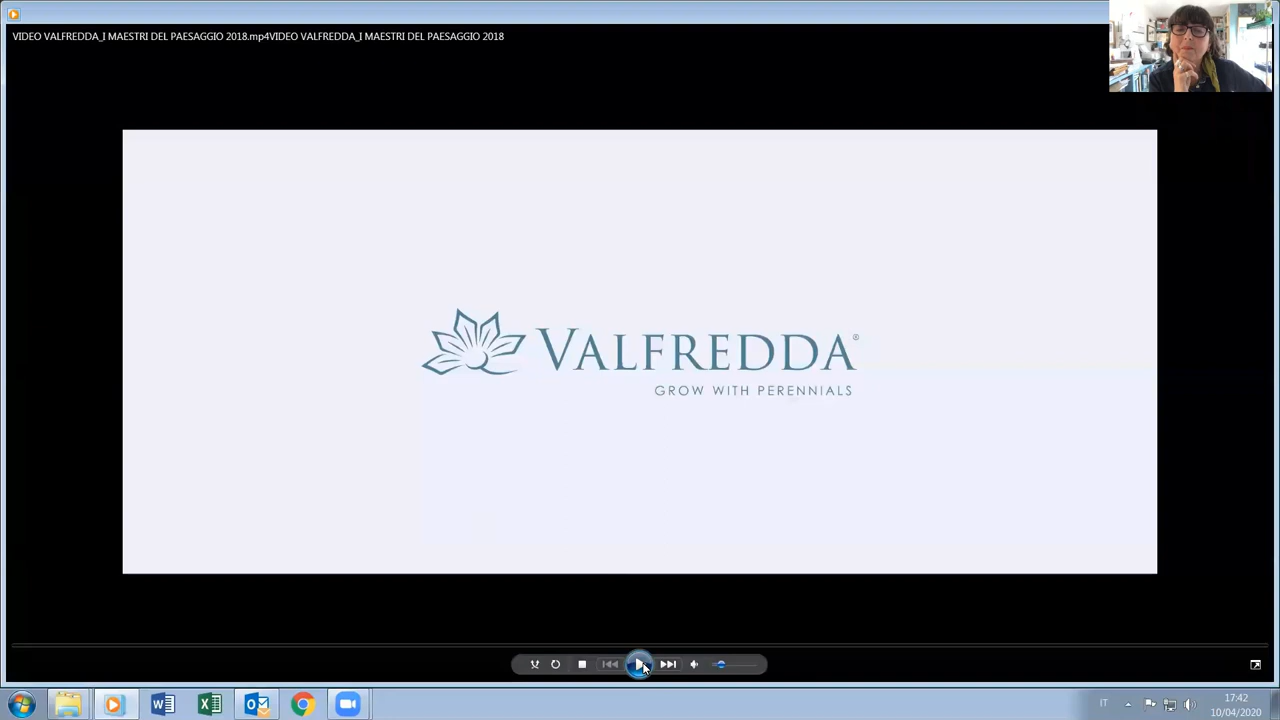 VIDEO VALFREDDA_I MAESTRI DEL PAESAGGIO 2018.mp4VIDEO VALFREDDA_I MAESTRI DEL PAESAGGIO 2018
VALFREDDA®
GROW WITH PERENNIALS
IT
17:42
10/04/2020